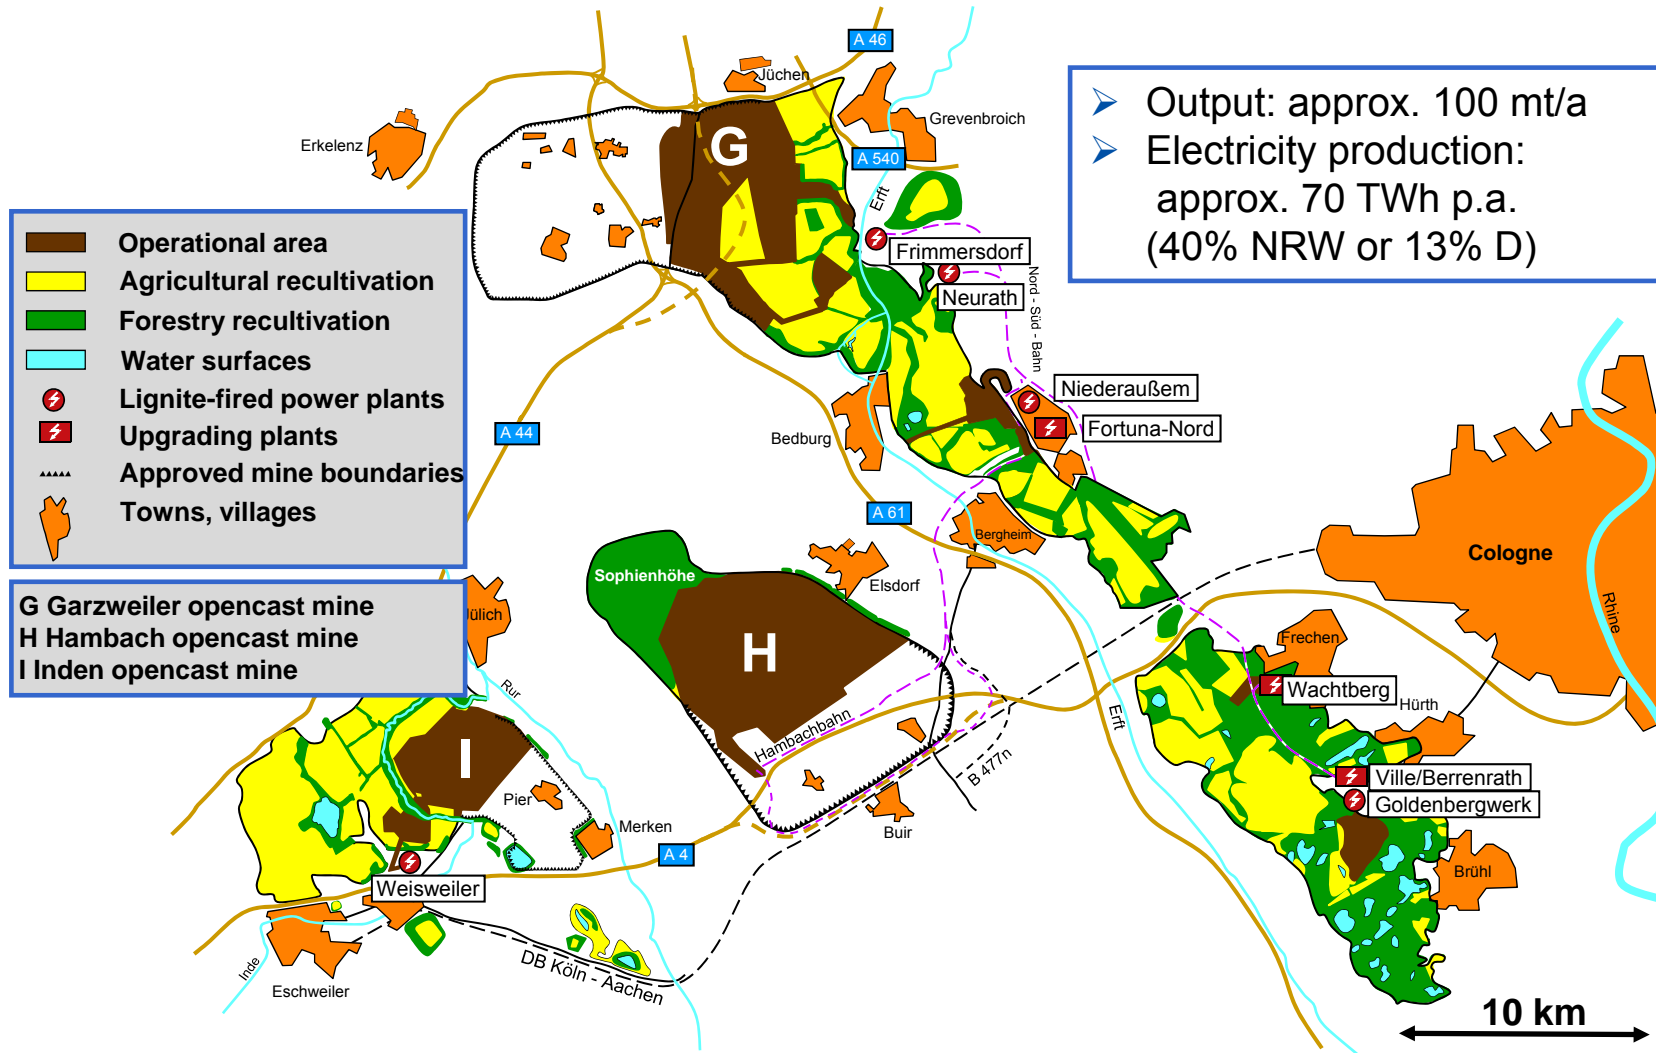 A 46
Jüchen
Grevenbroich
Erkelenz
G
A 540
Erft
➢ Output: approx. 100 mt/a
➢ Electricity production:
approx. 70 TWh p.a.
(40% NRW or 13% D)
Operational area
Agricultural recultivation
Forestry recultivation
Water surfaces
Lignite-fired power plants
Upgrading plants
Approved mine boundaries
Towns, villages
Frimmersdorf
Neurath
Nord - Süd - Bahn
Niederaußem
Fortuna-Nord
Bedburg
A 44
A 61
Bergheim
Cologne
Rhine
Sophienhöhe
Elsdorf
H
G Garzweiler opencast mine
H Hambach opencast mine
I Inden opencast mine
ülich
Rur
Frechen
Wachtberg
Hürth
Erft
Hambachbahn
B 477n
I
Pier
Merken
Buir
A 4
Ville/Berrenrath
Goldenbergwerk
Brühl
Weisweiler
DB Köln - Aachen
Inde
Eschweiler
10 km